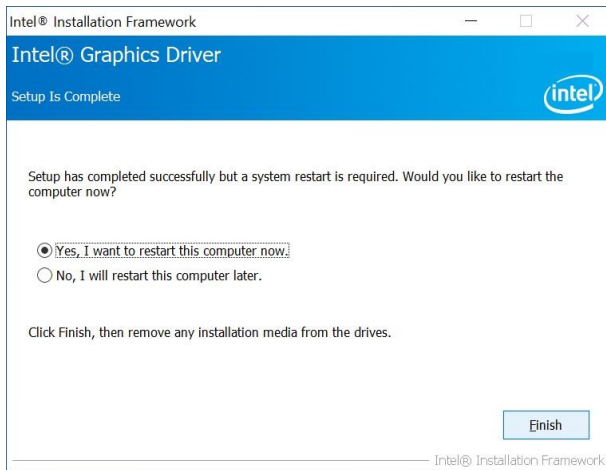 Intel® Installation Framework
Intel® Graphics Driver
Setup Is Complete
intel
Setup has completed successfully but a system restart is required. Would you like to restart the
computer now?
Yes, I want to restart this computer now.
No, I will restart this computer later.
Click Finish, then remove any installation media from the drives.
Finish
Intel® Installation Framework